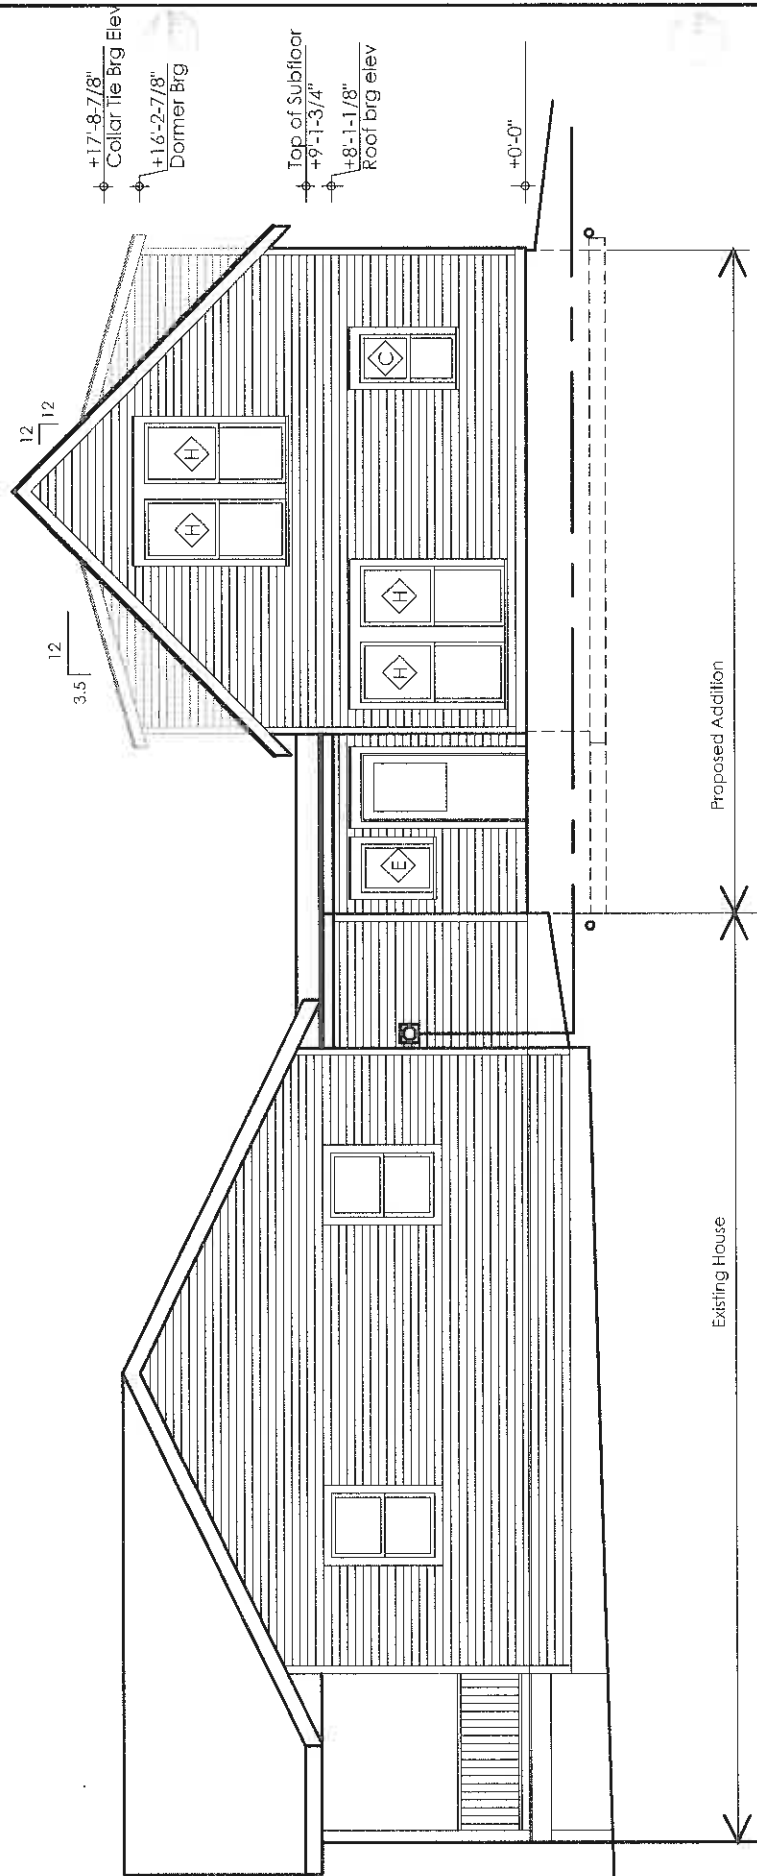 +17'-8-7/8"
Collar Tie Brg Elev
+16'-2-7/8"
Dormer Brg
Top of Subfloor
+9'-1-3/4"
+8'-1-1/8"
Roof brg elev
+0'-0"
12
12
12
3.5
H
H
H
H
C
E
Existing House
Proposed Addition